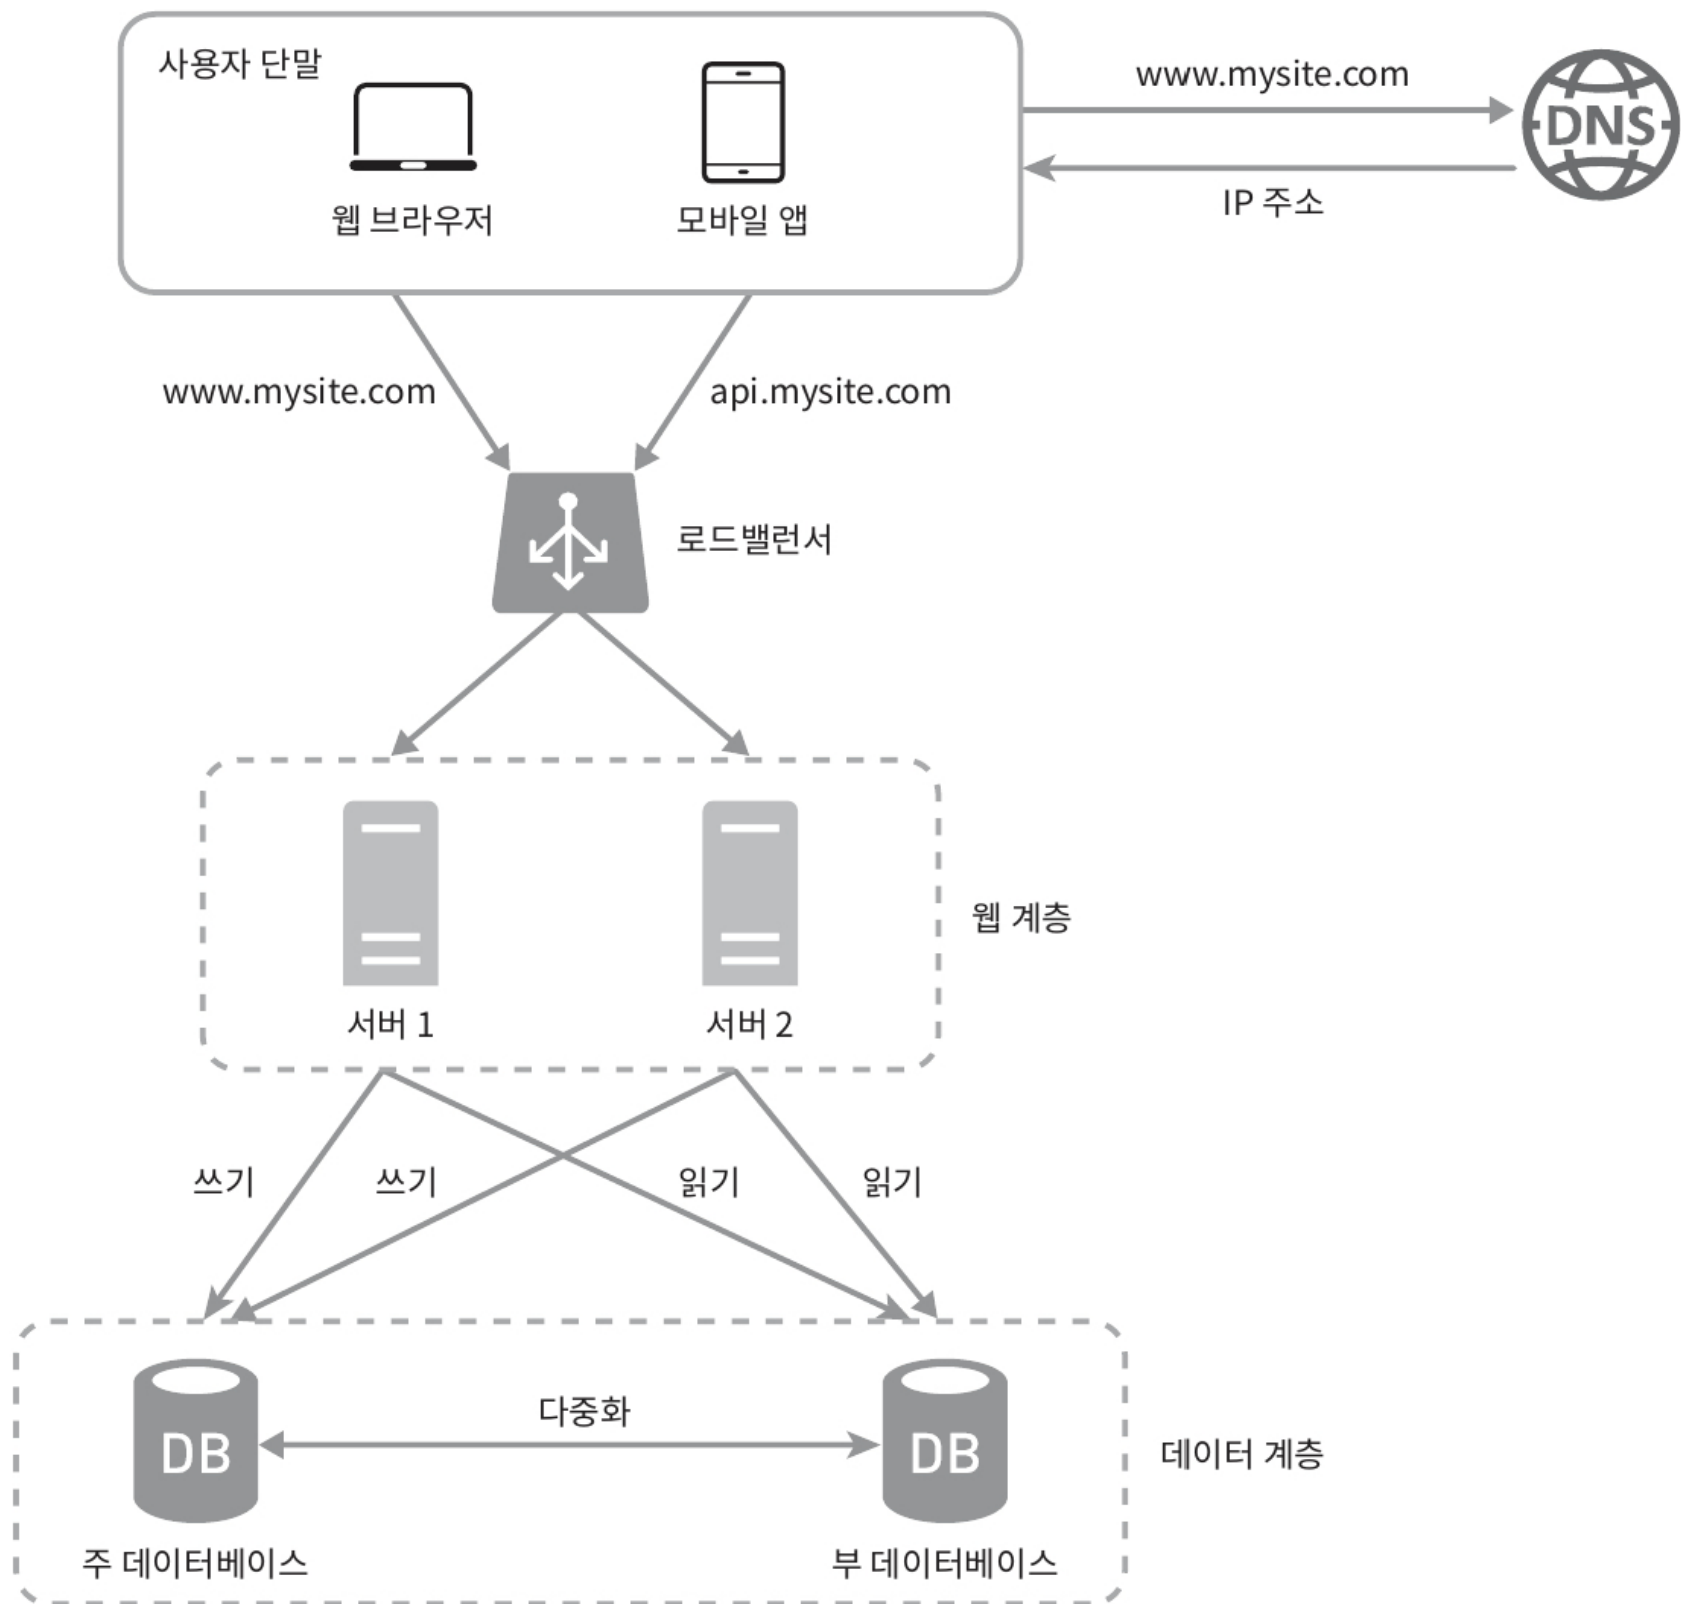 사용자 단말
www.mysite.com
DNS
IP 주소
웹 브라우저
모바일 앱
www.mysite.com
api.mysite.com
로드밸런서
웹 계층
서버 1
서버 2
쓰기
쓰기
읽기
읽기
다중화
DB
DB
데이터 계층
주 데이터베이스
부 데이터베이스